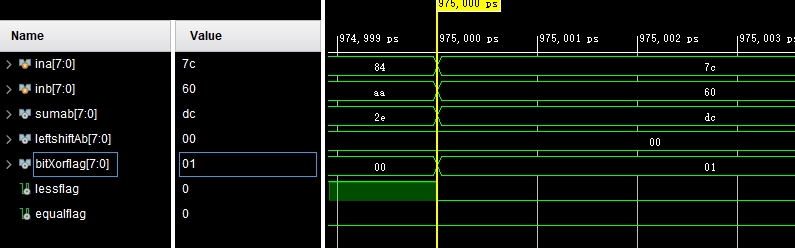 975,000 ps
Name Value 974,999 ps 975,000 ps 975,001 ps 975,002 ps 975,003 ps
ina[7:0] 7c 84 7c
inb[7:0] 60 aa 60
sumab[7:0] dc 2e dc
leftshiftAb[7:0] 00 00
bitXorflag[7:0] 01 00 01
lessflag 0
equalflag 0